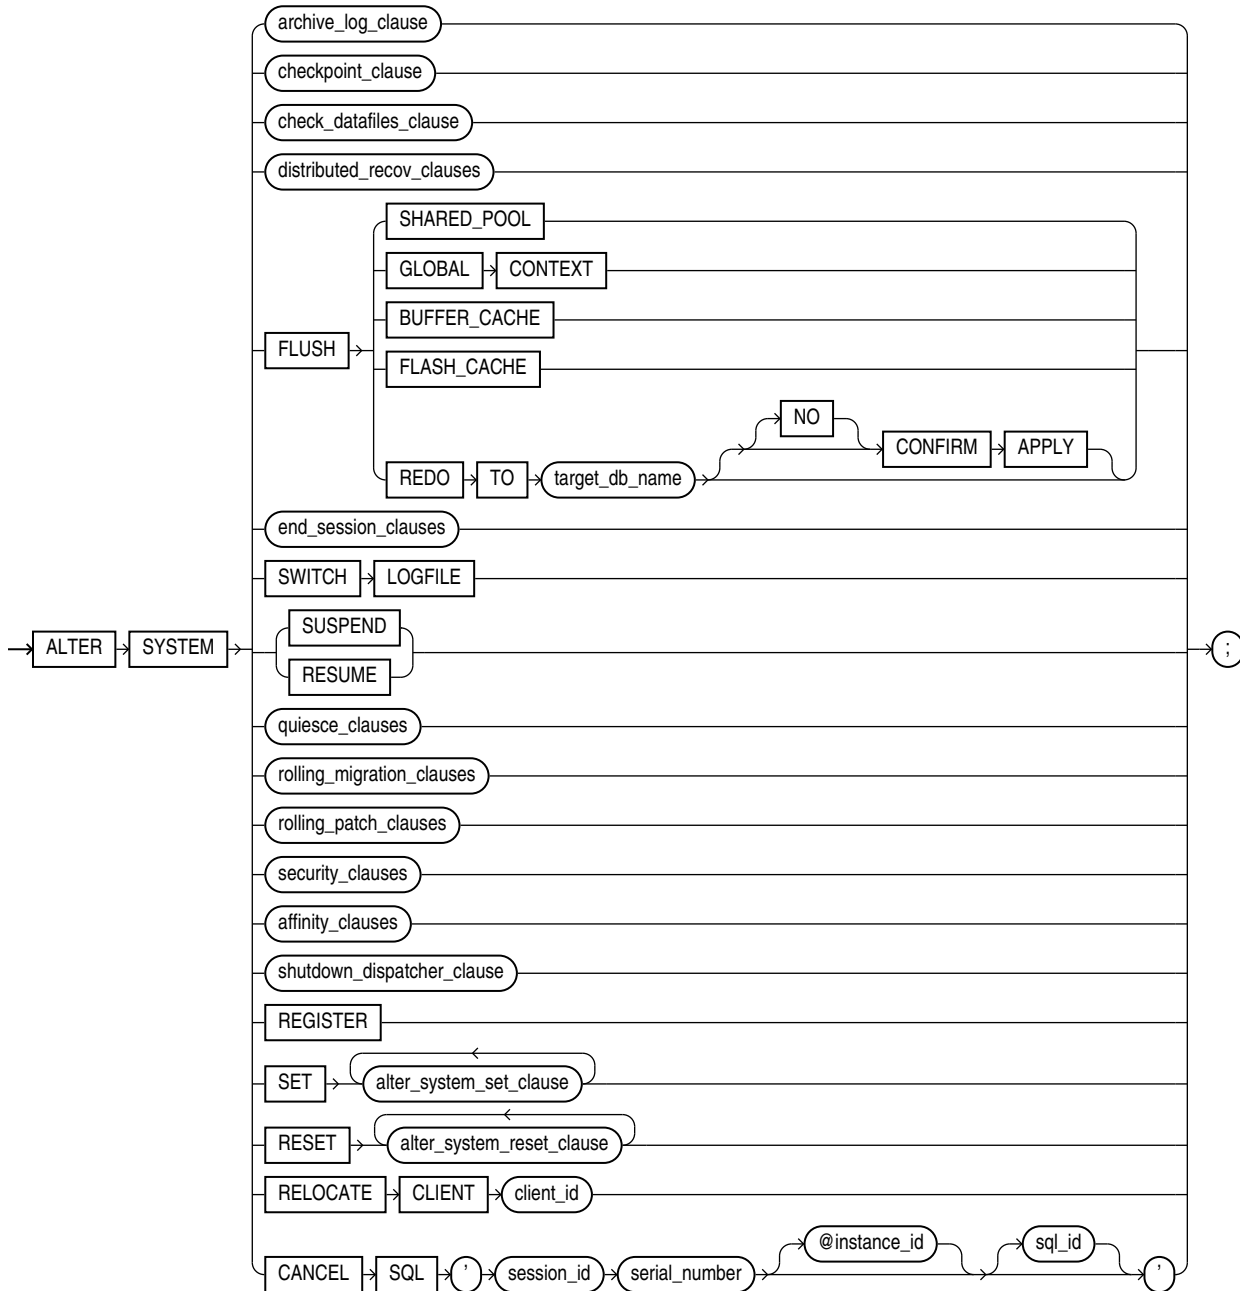 archive_log_clause
checkpoint_clause
check_datafiles_clause
distributed_recov_clauses
SHARED_POOL
GLOBAL CONTEXT
BUFFER_CACHE
FLUSH
FLASH_CACHE
NO
CONFIRM APPLY
REDO TO target_db_name
end_session_clauses
SWITCH LOGFILE
SUSPEND
ALTER SYSTEM ;
RESUME
quiesce_clauses
rolling_migration_clauses
rolling_patch_clauses
security_clauses
affinity_clauses
shutdown_dispatcher_clause
REGISTER
SET alter_system_set_clause
RESET alter_system_reset_clause
RELOCATE CLIENT client_id
@instance_id sql_id
CANCEL SQL ' session_id serial_number '